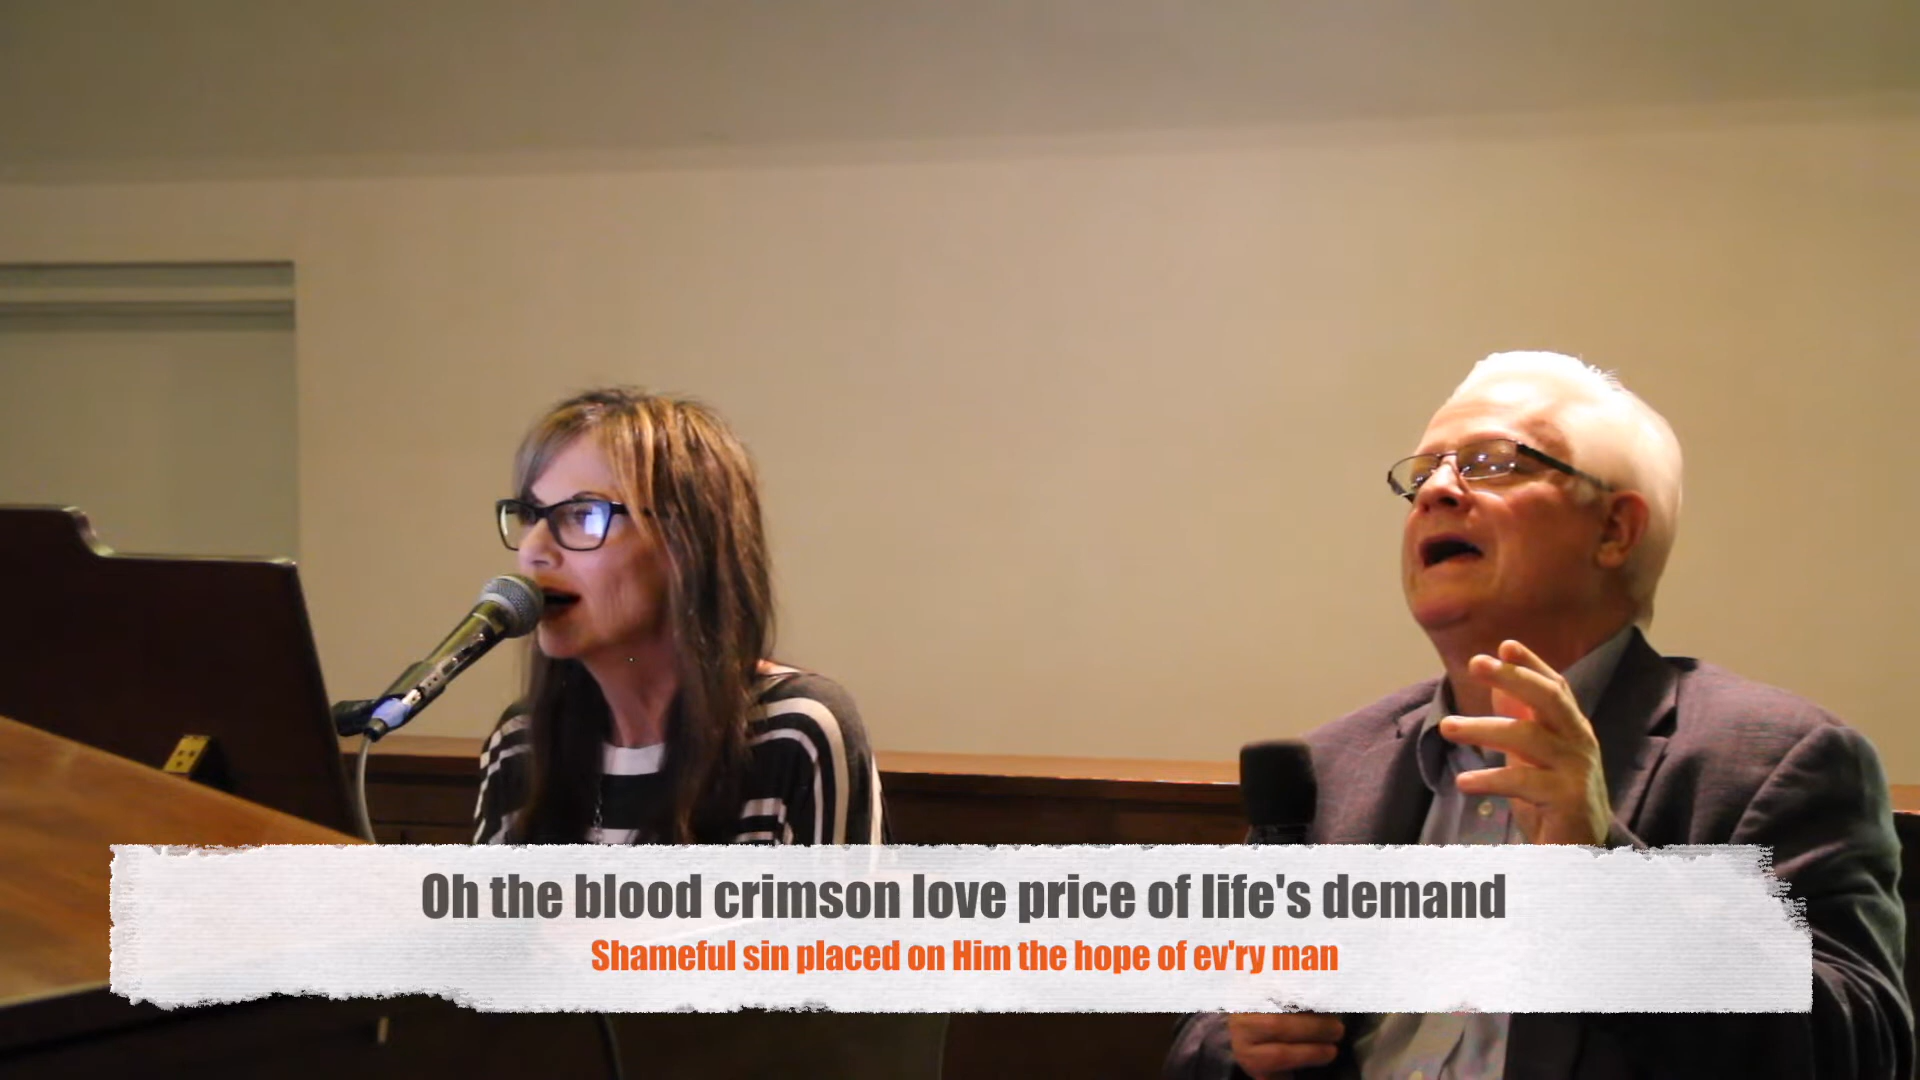 Oh the blood crimson love price of life's demand
Shameful sin placed on Him the hope of ev'ry man